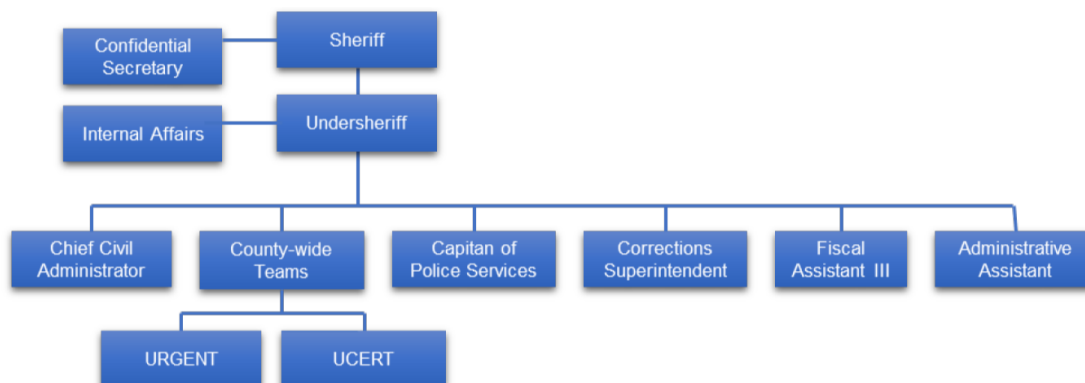 Confidential
Secretary
Sheriff
Internal Affairs
Undersheriff
Chief Civil
Administrator
County-wide
Teams
Capitan of
Police Services
Corrections
Superintendent
Fiscal
Assistant III
Administrative
Assistant
URGENT
UCERT